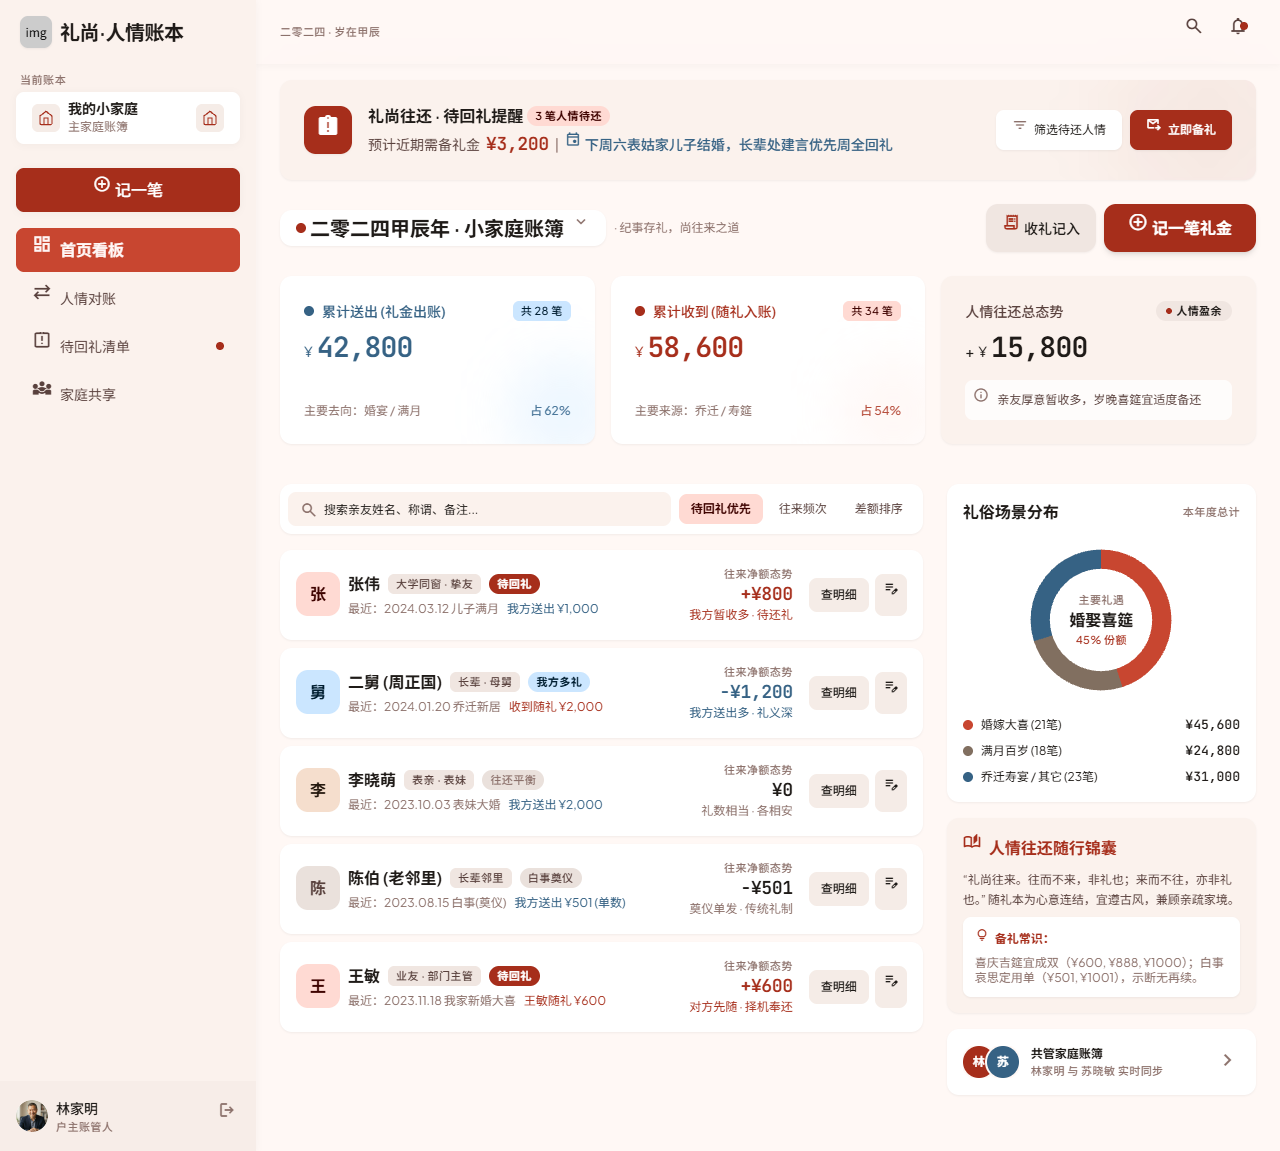 img 礼尚·人情账本
当前账本
我的小家庭
主家庭账簿
记一笔
首页看板
人情对账
待回礼清单
家庭共享
林家明
户主账管人
二零二四 · 岁在甲辰
礼尚往还 · 待回礼提醒 3 笔人情待还
预计近期需备礼金 ¥3,200 | 下周六表姑家儿子结婚，长辈处建言优先周全回礼
筛选待还人情
立即备礼
二零二四甲辰年 · 小家庭账簿
· 纪事存礼，尚往来之道
收礼记入
记一笔礼金
累计送出 (礼金出账) 共 28 笔
¥ 42,800
主要去向：婚宴 / 满月 占 62%
累计收到 (随礼入账) 共 34 笔
¥ 58,600
主要来源：乔迁 / 寿筵 占 54%
人情往还总态势 人情盈余
+ ¥ 15,800
亲友厚意暂收多，岁晚喜筵宜适度备还
搜索亲友姓名、称谓、备注...
待回礼优先 往来频次 差额排序
张 张伟 大学同窗 · 挚友 待回礼
最近：2024.03.12 儿子满月 我方送出 ¥1,000
往来净额态势
+¥800
我方暂收多 · 待还礼
查明细
舅 二舅 (周正国) 长辈 · 母舅 我方多礼
最近：2024.01.20 乔迁新居 收到随礼 ¥2,000
往来净额态势
-¥1,200
我方送出多 · 礼义深
查明细
李 李晓萌 表亲 · 表妹 往还平衡
最近：2023.10.03 表妹大婚 我方送出 ¥2,000
往来净额态势
¥0
礼数相当 · 各相安
查明细
陈 陈伯 (老邻里) 长辈邻里 白事奠仪
最近：2023.08.15 白事(奠仪) 我方送出 ¥501 (单数)
往来净额态势
-¥501
奠仪单发 · 传统礼制
查明细
王 王敏 业友 · 部门主管 待回礼
最近：2023.11.18 我家新婚大喜 王敏随礼 ¥600
往来净额态势
+¥600
对方先随 · 择机奉还
查明细
礼俗场景分布 本年度总计
主要礼遇
婚娶喜筵
45% 份额
婚嫁大喜 (21笔) ¥45,600
满月百岁 (18笔) ¥24,800
乔迁寿宴 / 其它 (23笔) ¥31,000
人情往还随行锦囊
“礼尚往来。往而不来，非礼也；来而不往，亦非礼
也。” 随礼本为心意连结，宜遵古风，兼顾亲疏家境。
备礼常识：
喜庆吉筵宜成双（¥600, ¥888, ¥1000）；白事
哀思定用单（¥501, ¥1001），示断无再续。
林 苏 共管家庭账簿
林家明 与 苏晓敏 实时同步